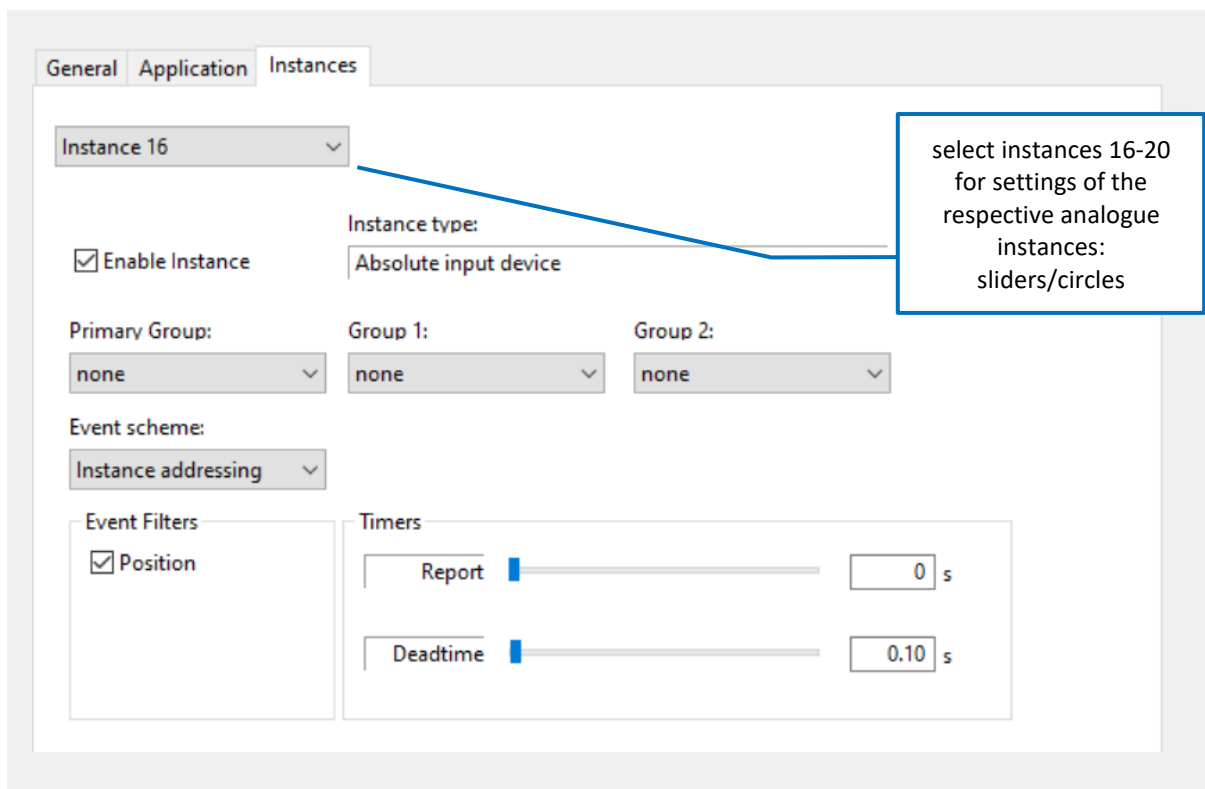 General Application Instances
Instance 16
select instances 16-20
for settings of the
respective analogue
instances:
sliders/circles
Instance type:
Enable Instance
Absolute input device
Primary Group: Group 1: Group 2:
none none none
Event scheme:
Instance addressing
Event Filters Timers
Position
Report 0 s
Deadtime 0.10 s